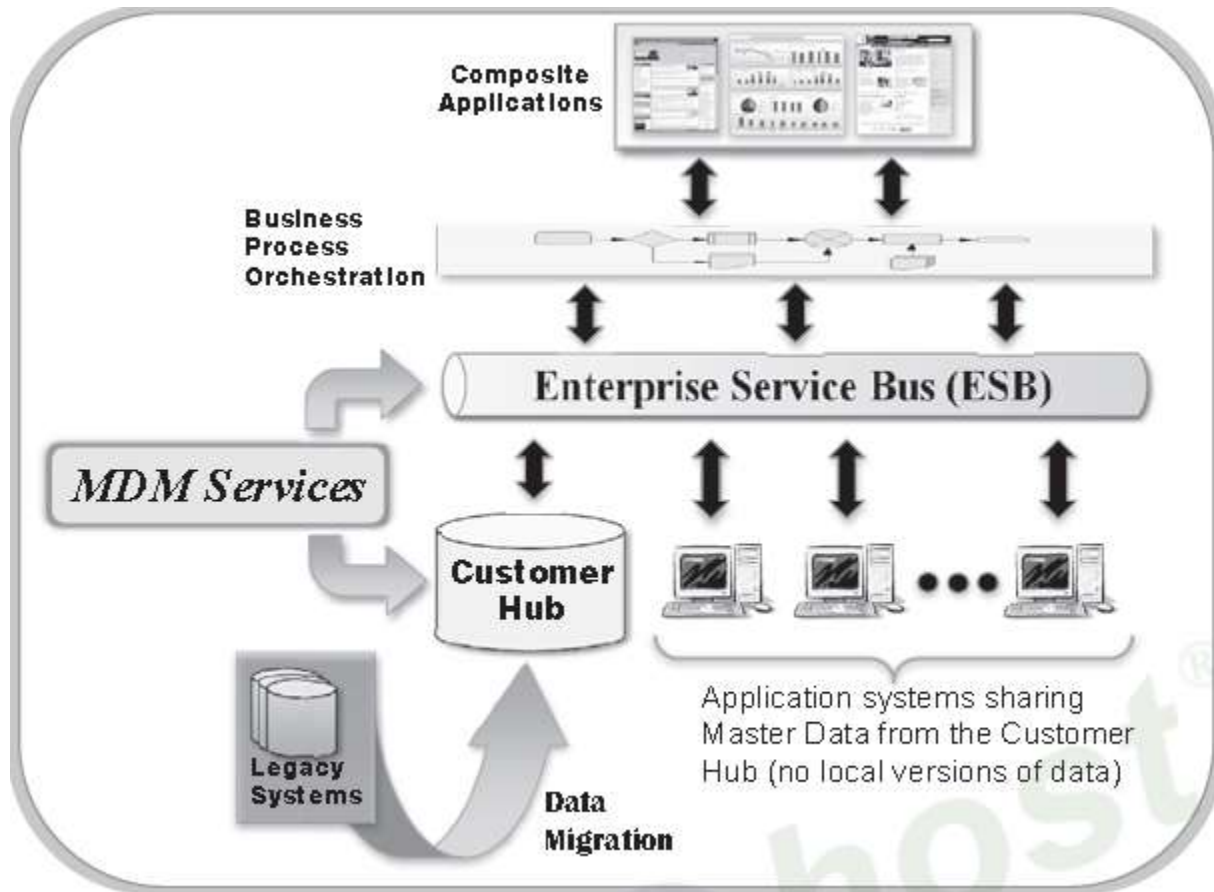 Composite
Applications
Business
Process
Orchestration
Enterprise Service Bus (ESB)
MDM Services
Customer
Hub
Legacy
Systems
Data
Migration
Application systems sharing
Master Data from the Customer
Hub (no local versions of data)
host®